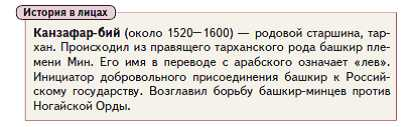 История в лицах
Канзафар-бий (около 1520—1600) — родовой старшина, тар-
хан. Происходил из правящего тарханского рода башкир пле-
мени Мин. Его имя в переводе с арабского означает «лев».
Инициатор добровольного присоединения башкир к Россий-
скому государству. Возглавил борьбу башкир-минцев против
Ногайской Орды.